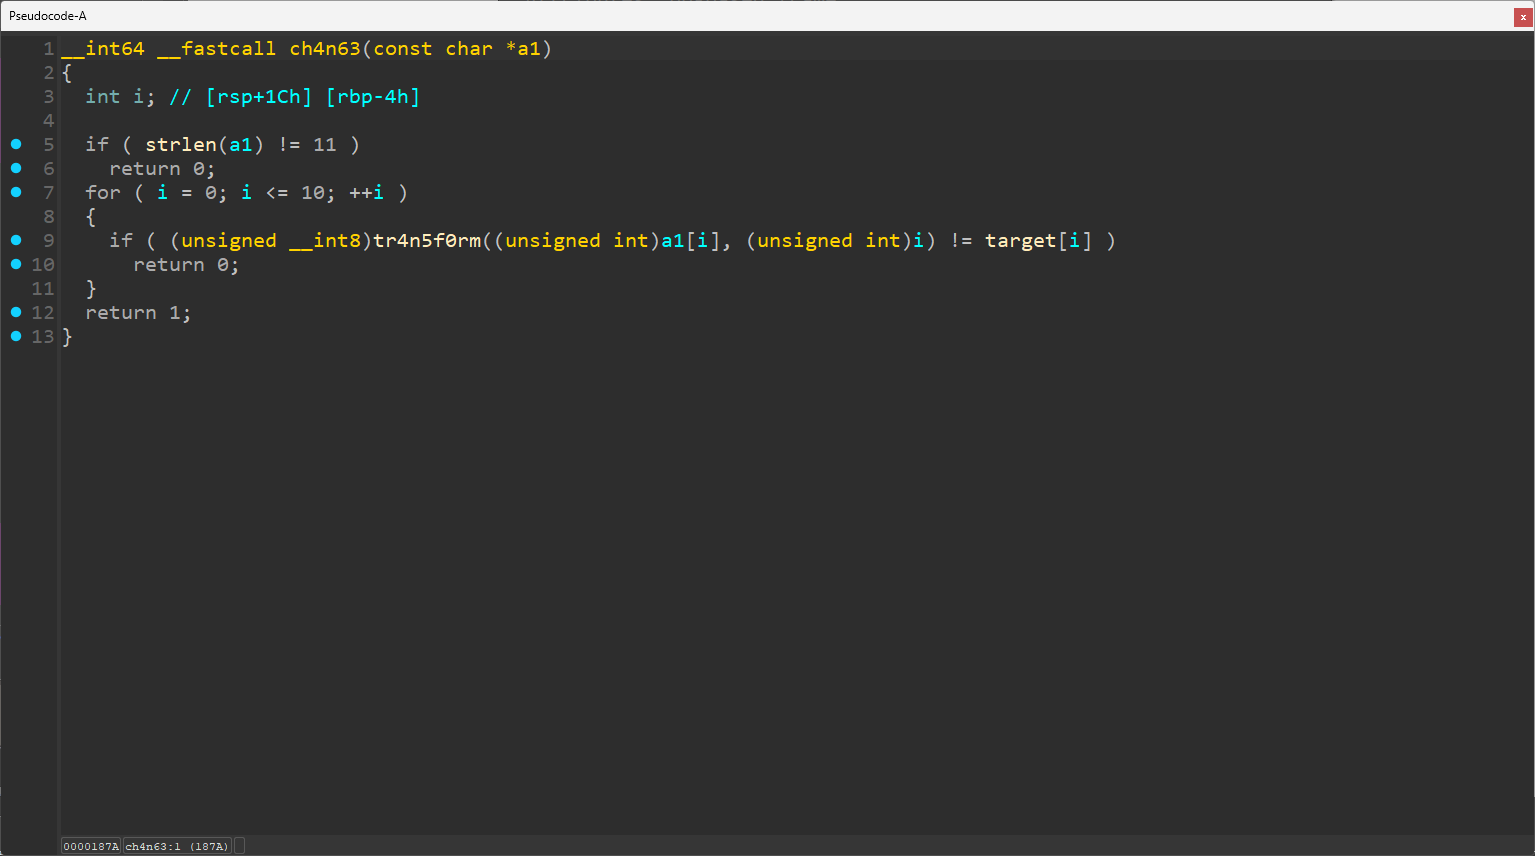 Pseudocode-A
x
1 __int64 __fastcall ch4n63(const char *a1)
2 {
3   int i; // [rsp+1Ch] [rbp-4h]
4
5   if ( strlen(a1) != 11 )
6     return 0;
7   for ( i = 0; i <= 10; ++i )
8   {
9     if ( (unsigned __int8)tr4n5f0rm((unsigned int)a1[i], (unsigned int)i) != target[i] )
10       return 0;
11   }
12   return 1;
13 }
0000187A ch4n63:1 (187A)